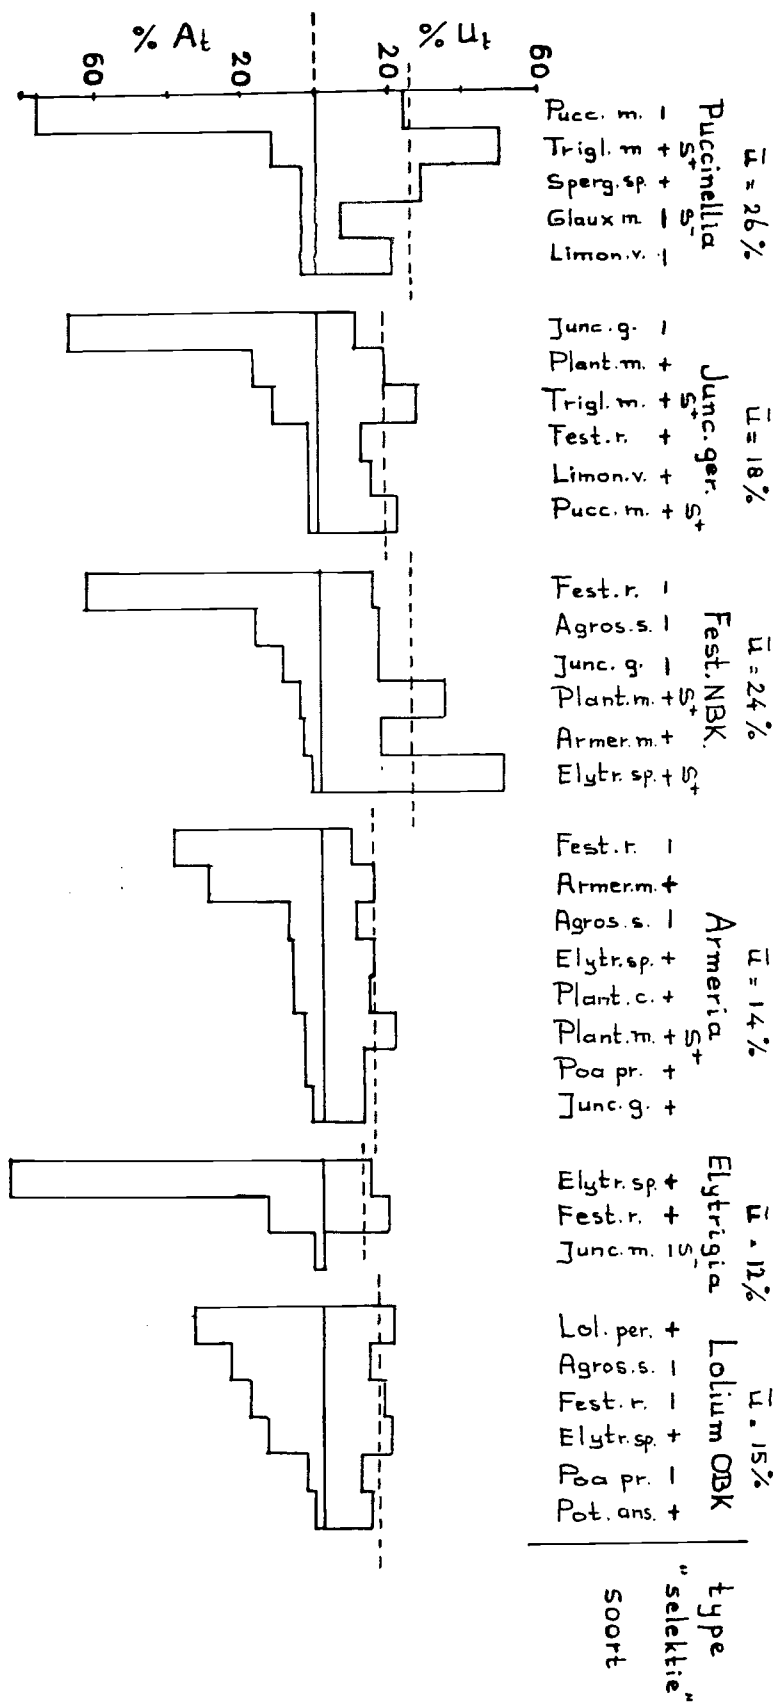 % u_t
60
20
% A_t
20
60
ū = 26%
Puccinellia
Pucc. m. -
Trigl. m + S+
Sperg. sp. +
Glaux m - S-
Limon. v. -
ū = 18%
Junc. ger.
Junc. g. -
Plant. m. +
Trigl. m. + S+
Fest. r. +
Limon. v. +
Pucc. m. + S+
ū = 24%
Fest. NBK.
Fest. r. -
Agros. s. -
Junc. g. -
Plant. m. + S+
Armer. m. +
Elytr. sp. + S+
ū = 14%
Armeria
Fest. r. -
Armer. m. +
Agros. s. -
Elytr. sp. +
Plant. c. +
Plant. m. + S+
Poa pr. +
Junc. g. +
ū = 12%
Elytrigia
Elytr. sp. +
Fest. r. +
Junc. m. - S-
ū = 15%
Lolium OBK
Lol. per. +
Agros. s. -
Fest. r. -
Elytr. sp. +
Poa pr. -
Pot. ans. +
type
"selektie"
soort